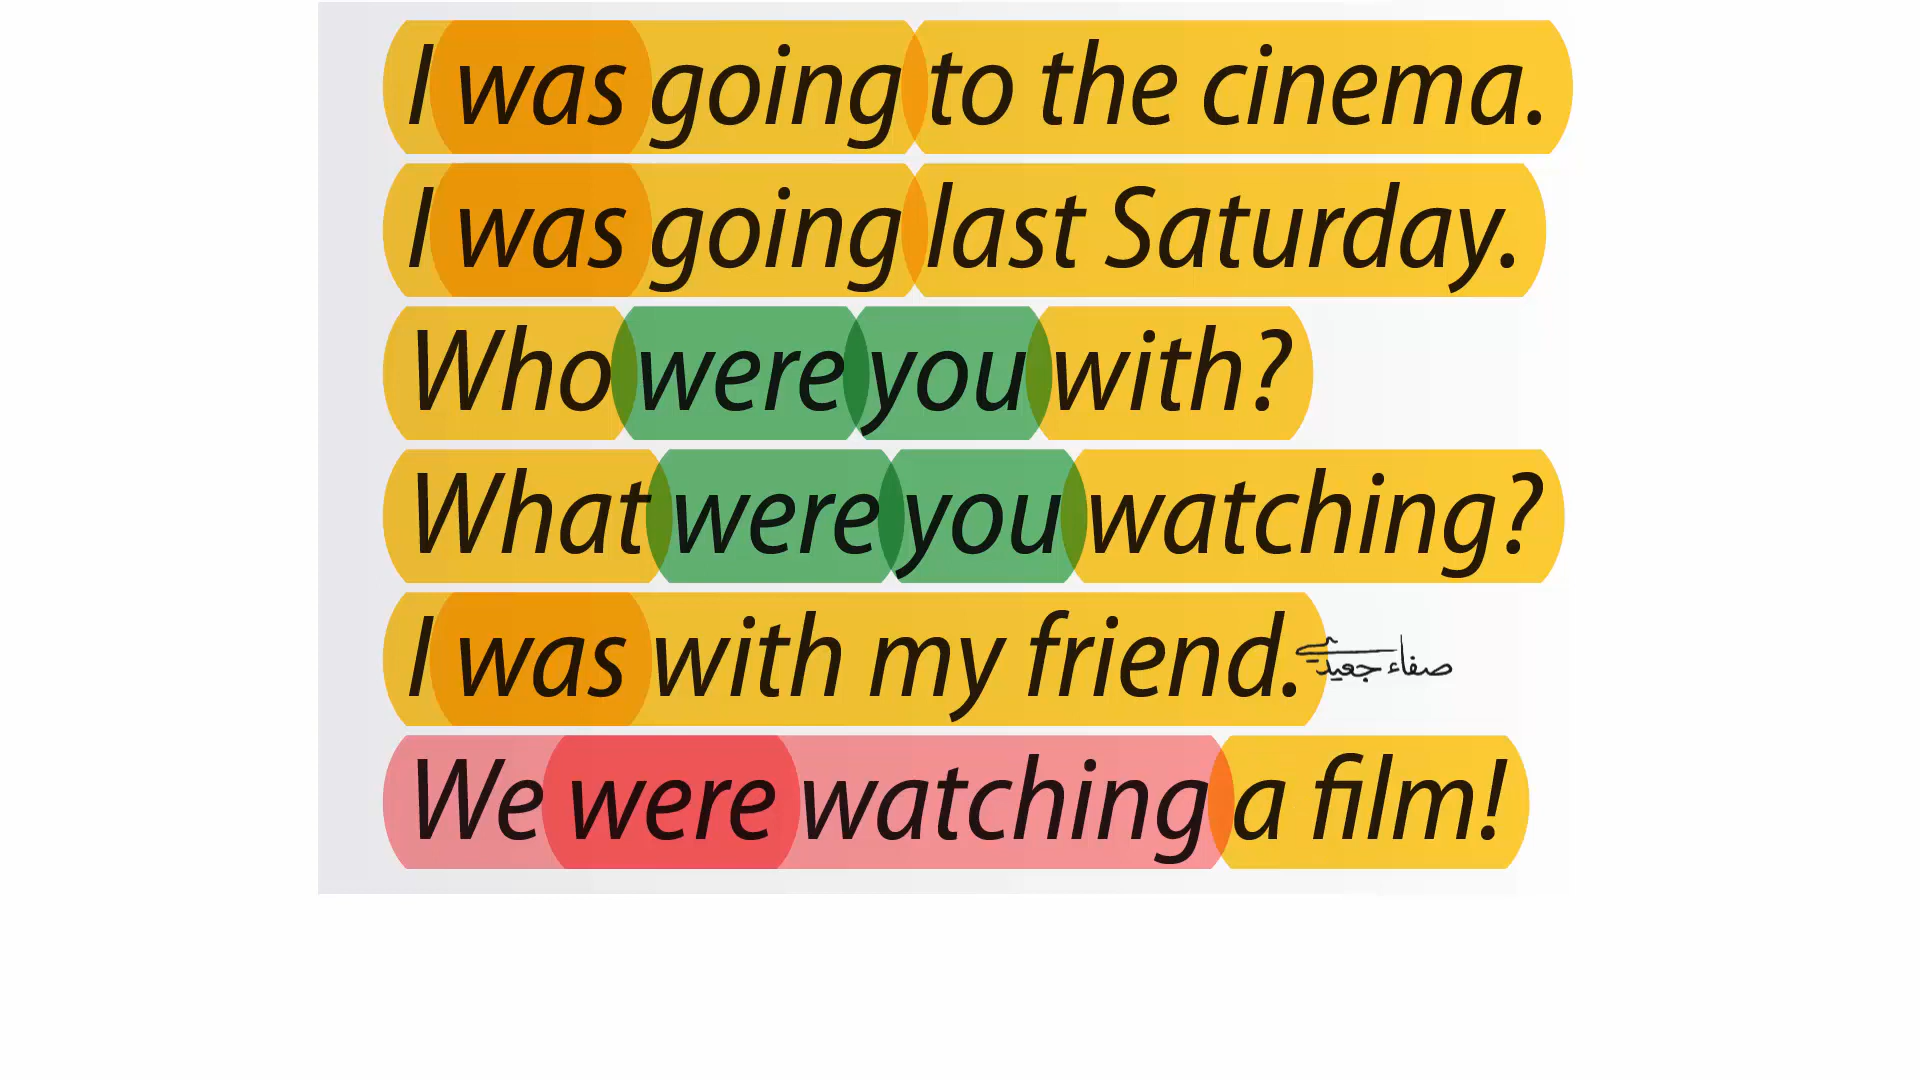 I was going to the cinema.
I was going last Saturday.
Who were you with?
What were you watching?
I was with my friend.
صفاء جعيد
We were watching a film!